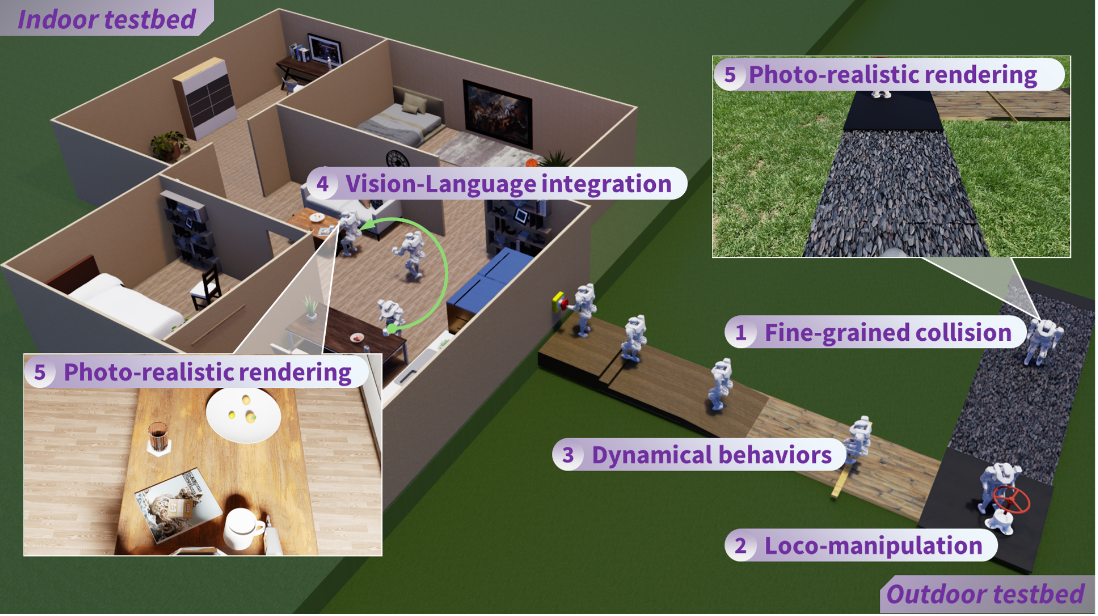 Indoor testbed
5 Photo-realistic rendering
4 Vision-Language integration
1 Fine-grained collision
5 Photo-realistic rendering
3 Dynamical behaviors
2 Loco-manipulation
Outdoor testbed